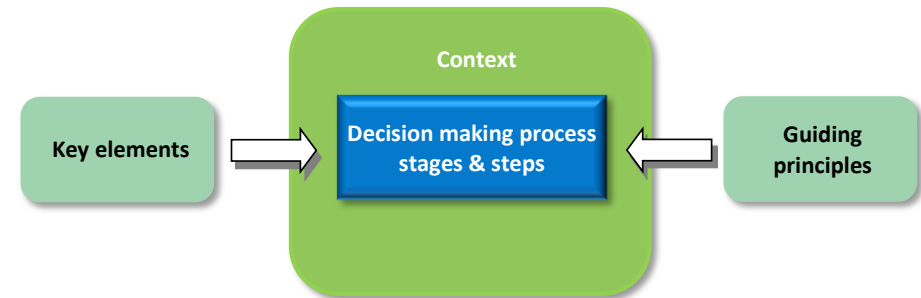 Context
Key elements
Decision making process
stages & steps
Guiding
principles